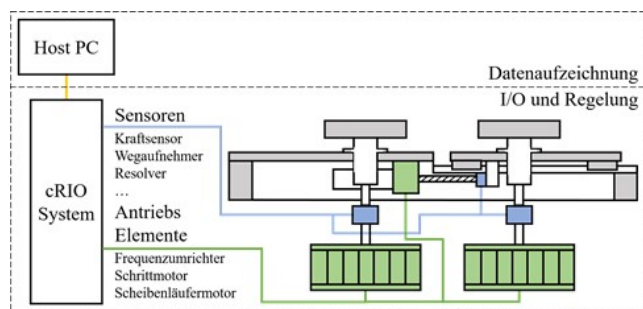 Host PC
Datenaufzeichnung
I/O und Regelung
cRIO
System
Sensoren
Kraftsensor
Wegaufnehmer
Resolver
...
Antriebs
Elemente
Frequenzumrichter
Schrittmotor
Scheibenläufermotor